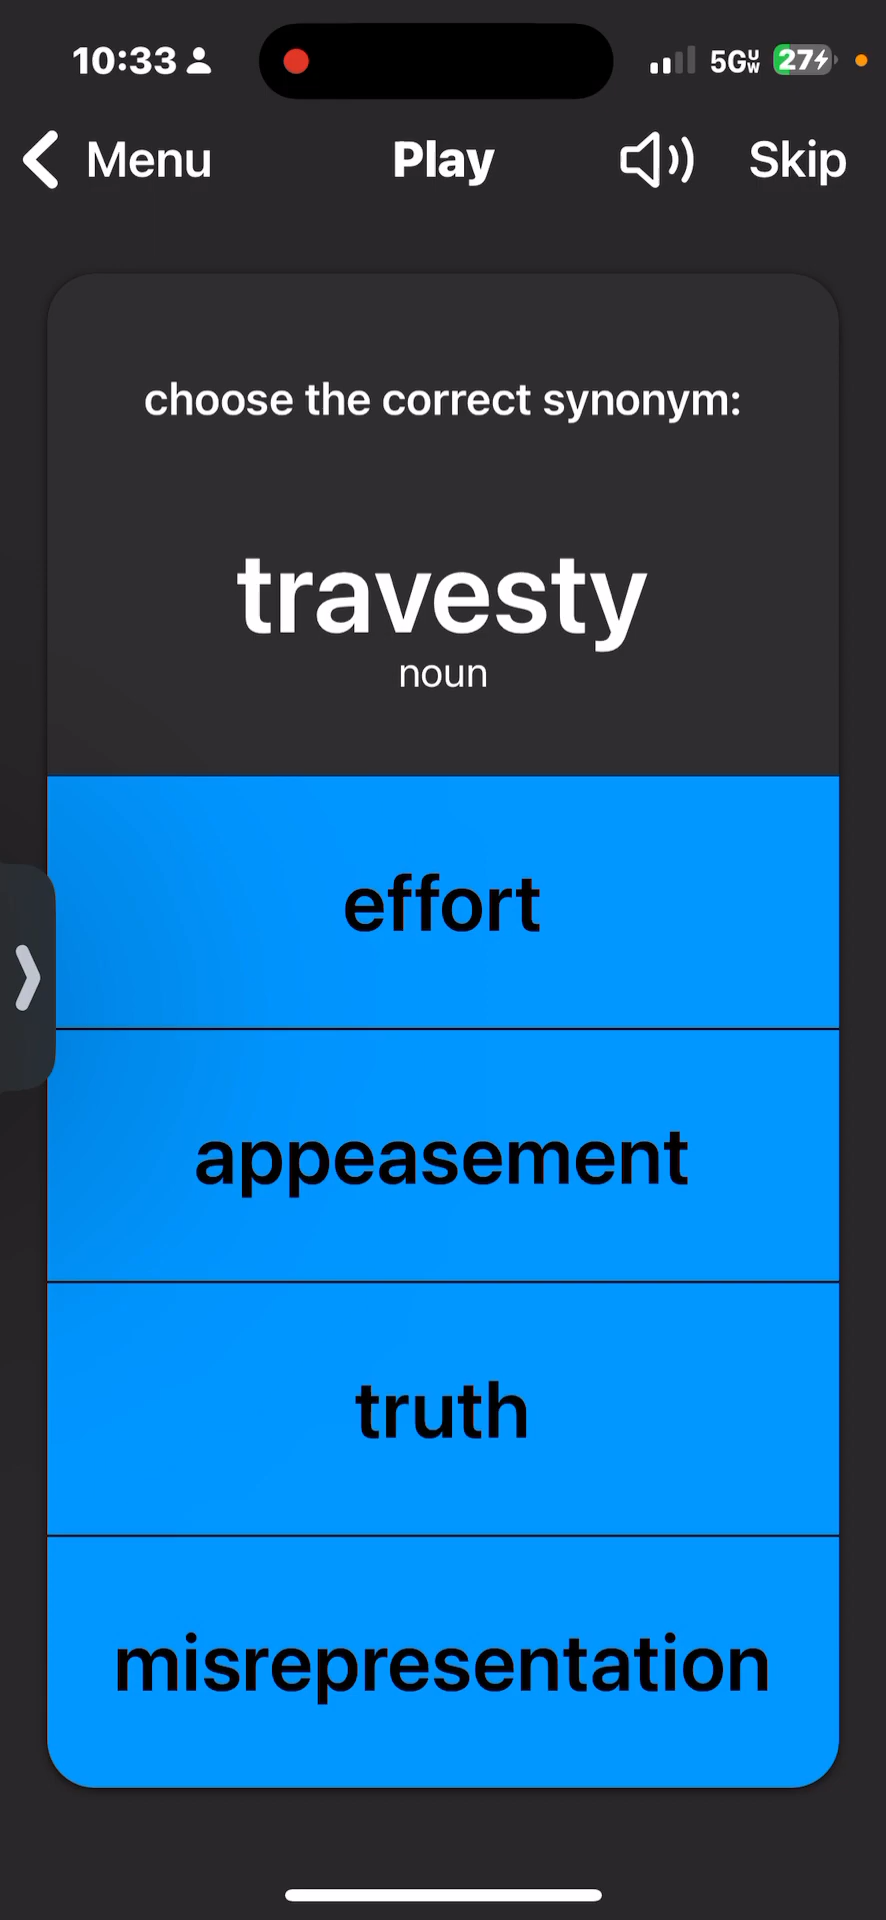 10:33 5G UW 27
Menu Play Skip
choose the correct synonym:
travesty
noun
effort
appeasement
truth
misrepresentation